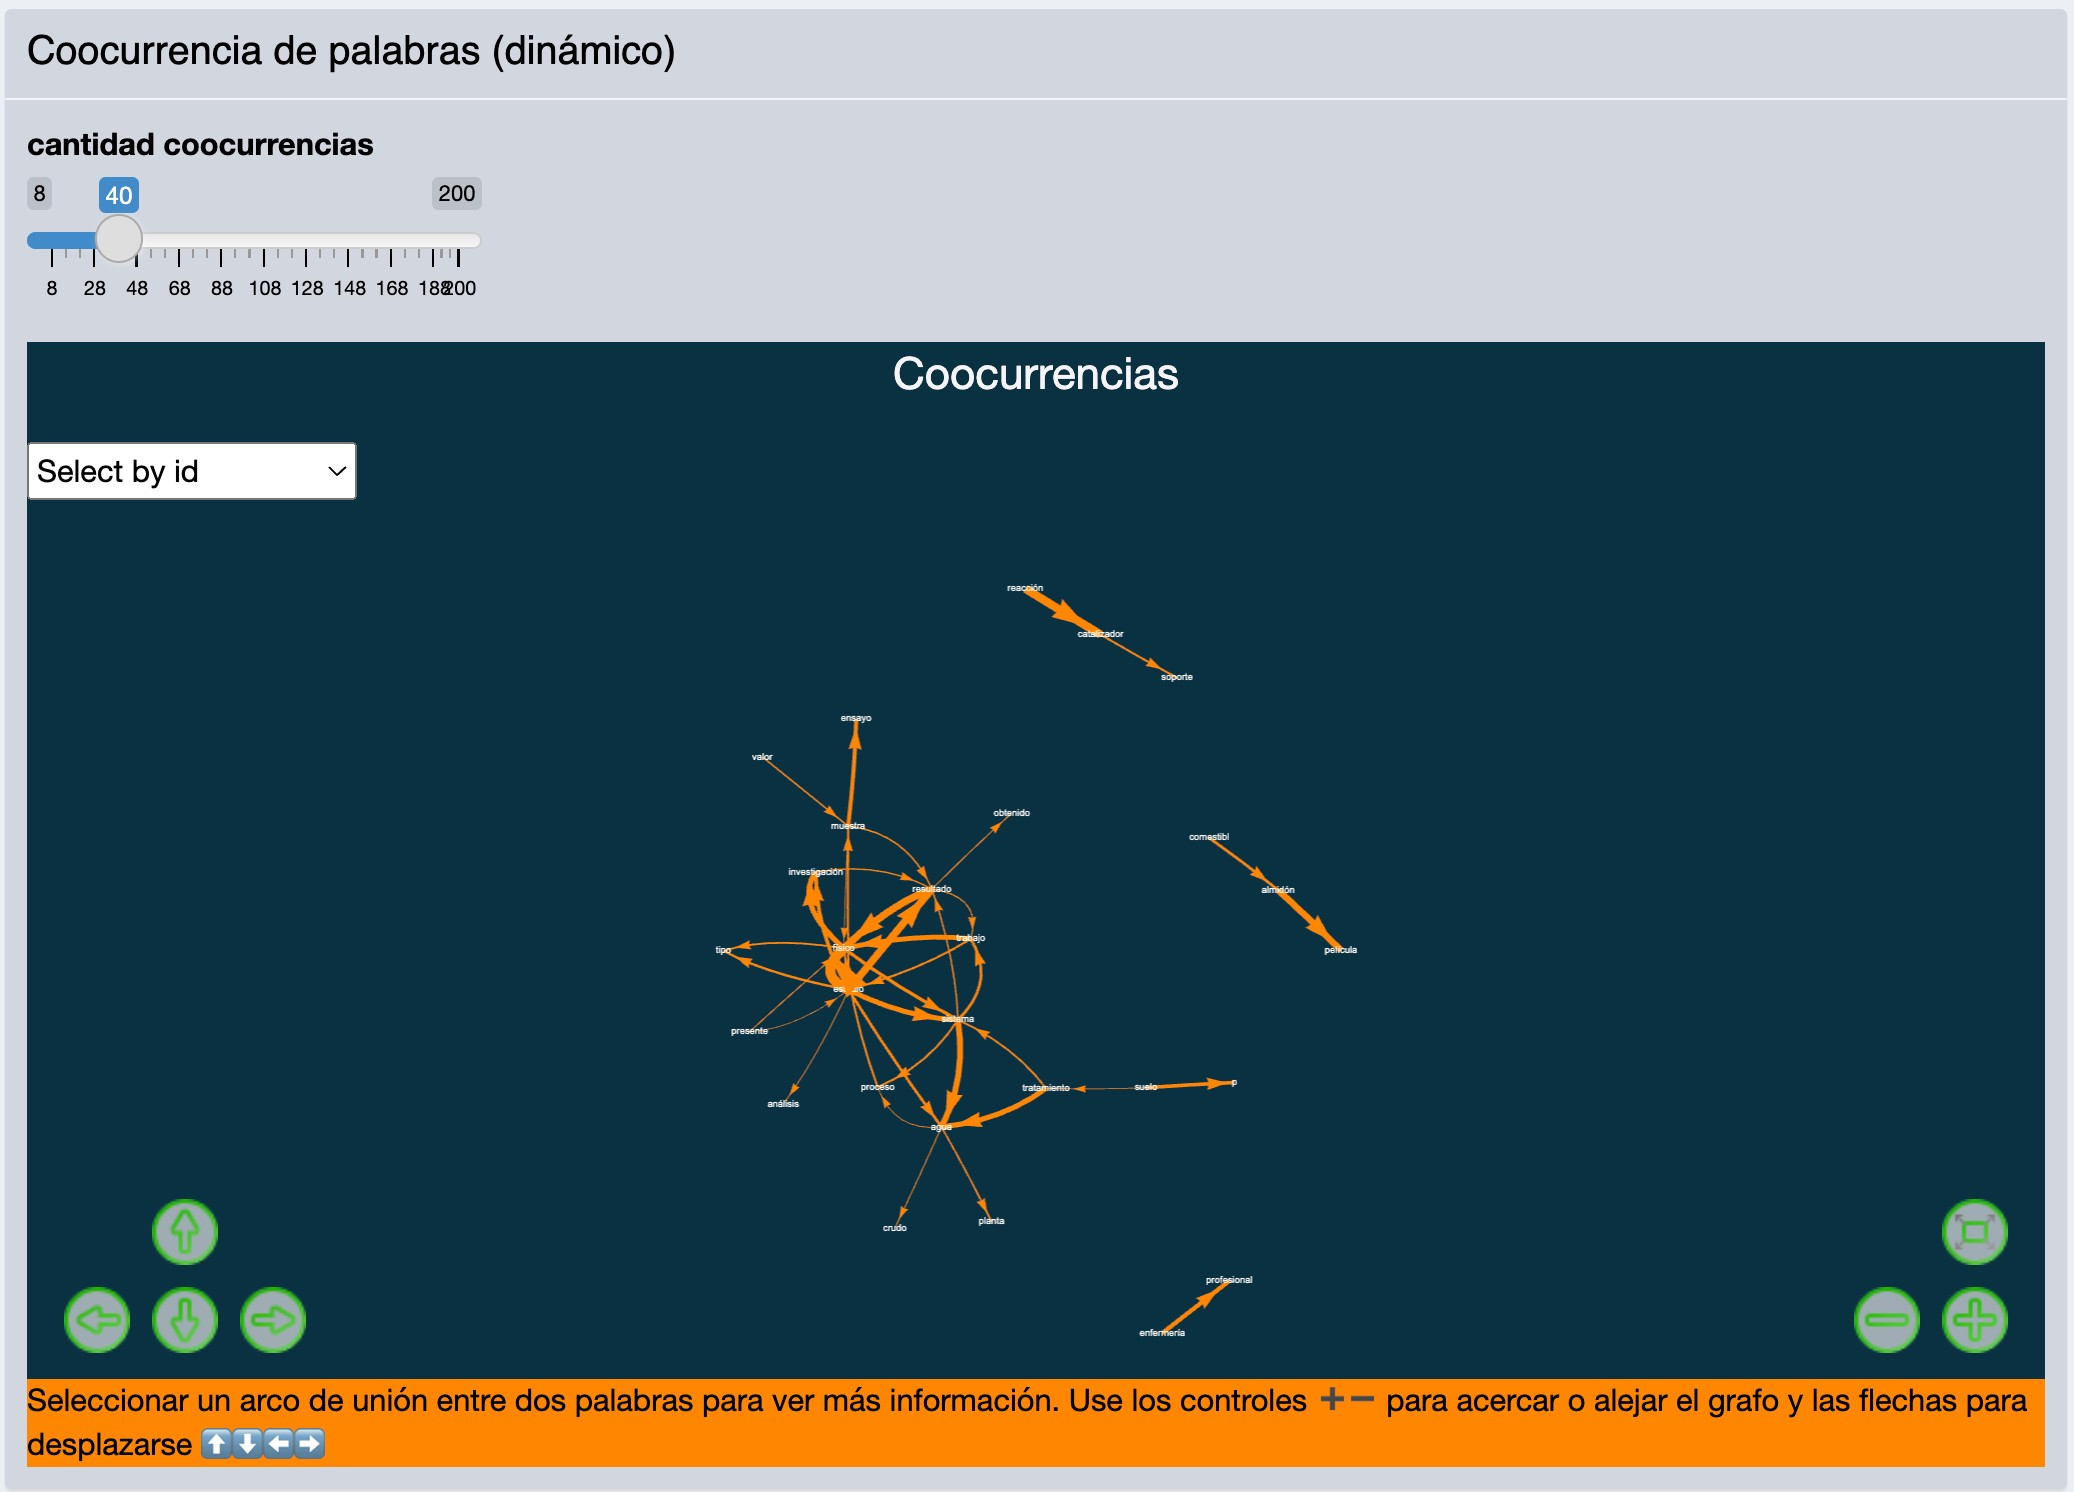 Coocurrencia de palabras (dinámico)
cantidad coocurrencias
8
40
200
8 28 48 68 88 108 128 148 168 188 200
Coocurrencias
Select by id
reacción
catalizador
soporte
ensayo
valor
obtenido
muestra
comestibl
investigación
resultado
almidón
trabajo
físico
tipo
película
sistema
presente
proceso
tratamiento
suelo
p
análisis
agua
crudo
planta
profesional
enfermería
Seleccionar un arco de unión entre dos palabras para ver más información. Use los controles ➕➖ para acercar o alejar el grafo y las flechas para
desplazarse ⬆️⬇️⬅️➡️